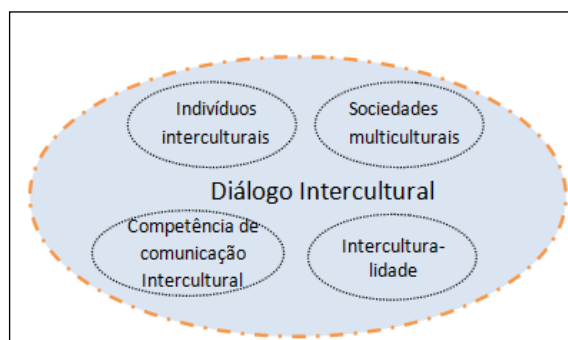 Indivíduos
interculturais
Sociedades
multiculturais
Diálogo Intercultural
Competência de
comunicação
Intercultural
Intercultura-
lidade